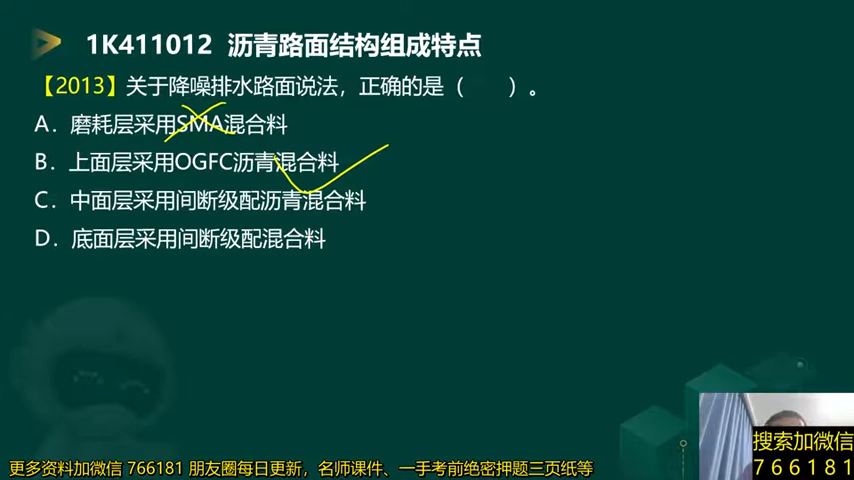 1K411012 沥青路面结构组成特点
【2013】关于降噪排水路面说法，正确的是（ ）。
A．磨耗层采用SMA混合料
B．上面层采用OGFC沥青混合料
C．中面层采用间断级配沥青混合料
D．底面层采用间断级配混合料
搜索加微信
766181
更多资料加微信 766181 朋友圈每日更新，名师课件、一手考前绝密押题三页纸等